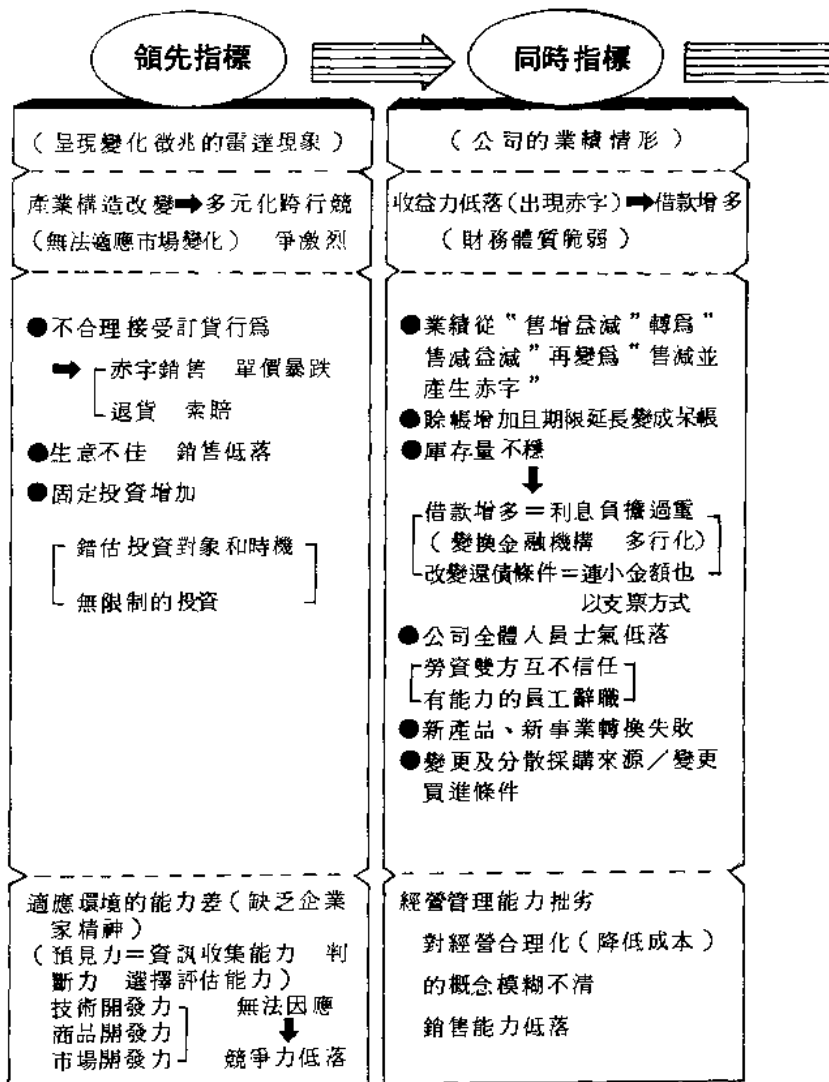 領先指標
(呈現變化徵兆的雷達現象)
產業構造改變➡多元化跨行競
(無法適應市場變化) 爭激烈
●不合理接受訂貨行爲
➡ 赤字銷售 單價暴跌
退貨 索賠
●生意不佳 銷售低落
●固定投資增加
錯估投資對象和時機
無限制的投資
適應環境的能力差(缺乏企業
家精神)
(預見力=資訊收集能力 判
斷力 選擇評估能力)
技術開發力 無法因應
商品開發力 ⬇
市場開發力 競爭力低落
同時指標
(公司的業績情形)
收益力低落(出現赤字)➡借款增多
(財務體質脆弱)
●業績從“售增益減”轉爲”
售減益減”再變爲“售減並
產生赤字”
●賒帳增加且期限延長變成呆帳
●庫存量不穩
⬇
借款增多=利息負擔過重
(變換金融機構 多行化)
改變還債條件=連小金額也
以支票方式
●公司全體人員士氣低落
勞資雙方互不信任
有能力的員工辭職
●新產品、新事業轉換失敗
●變更及分散採購來源/變更
買進條件
經營管理能力拙劣
對經營合理化(降低成本)
的概念模糊不清
銷售能力低落